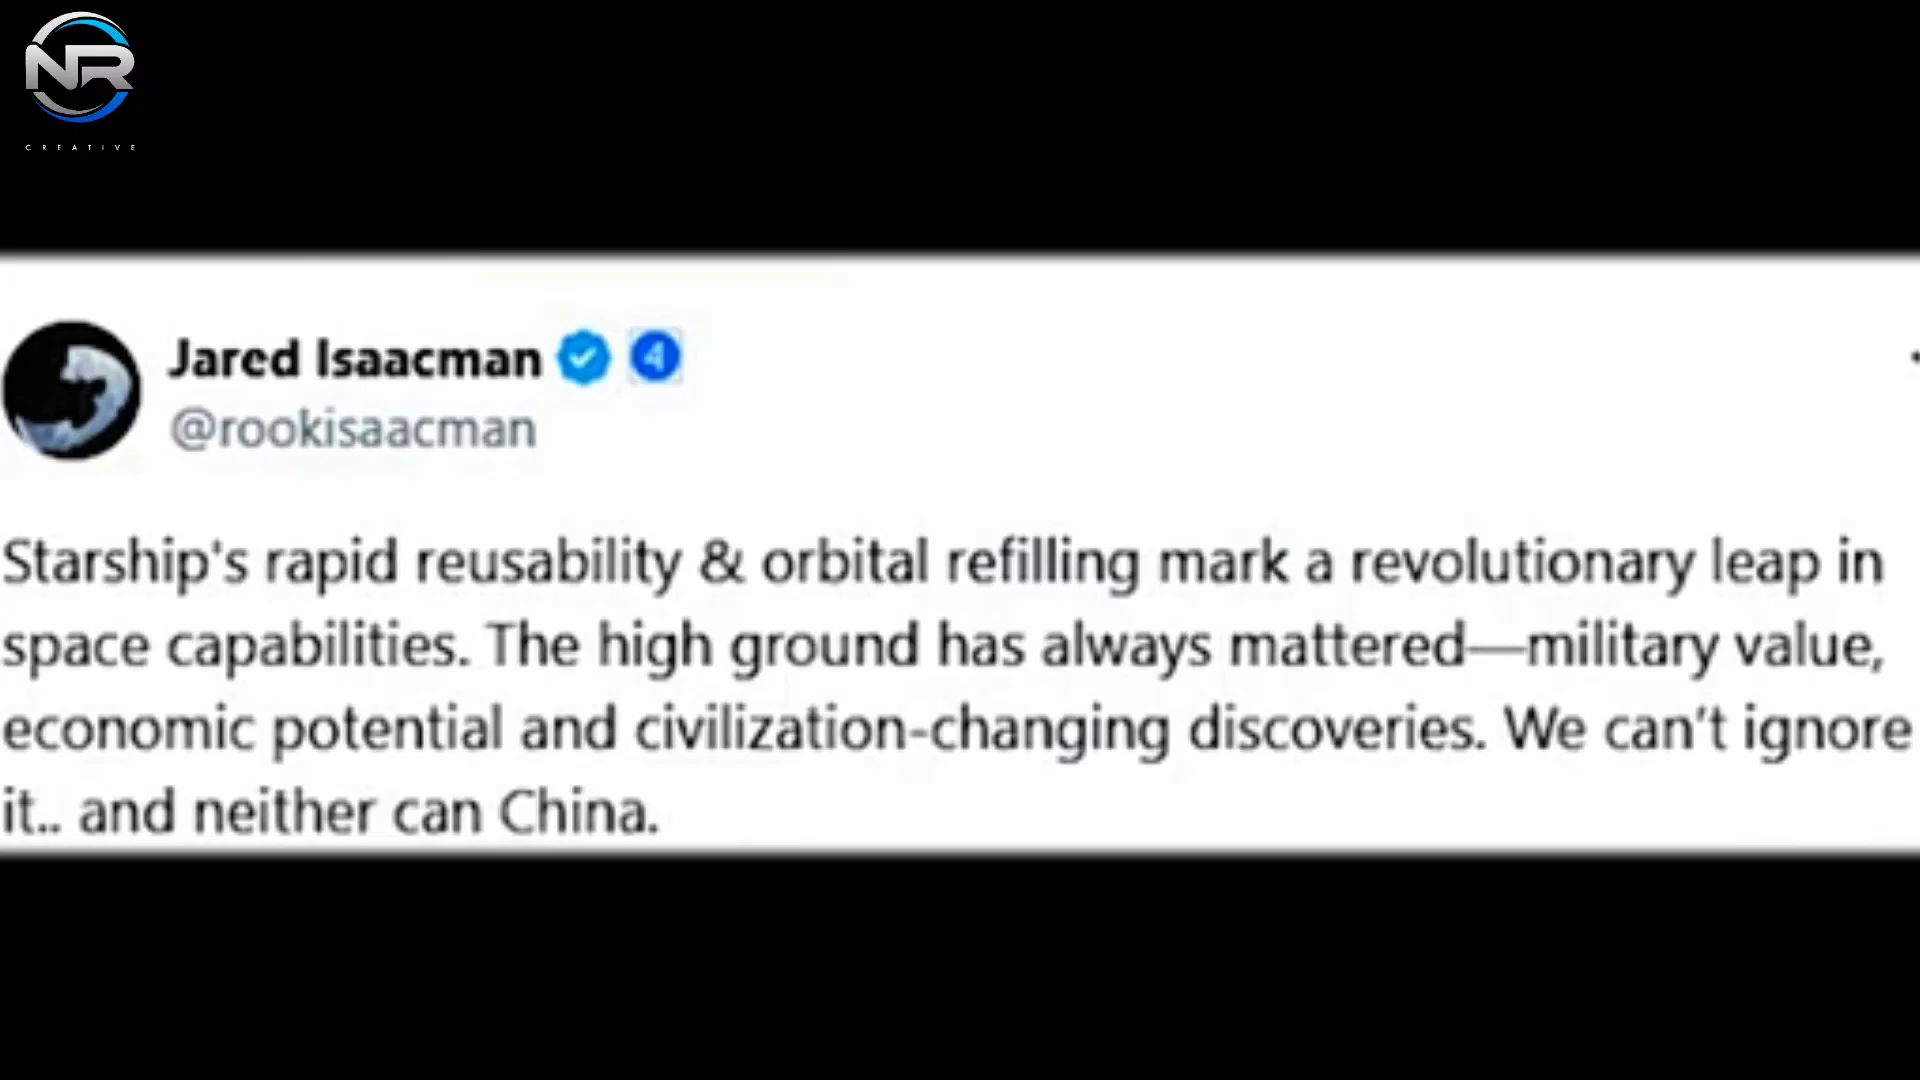 NR
CREATIVE
Jared Isaacman 4
@rookisaacman
Starship's rapid reusability & orbital refilling mark a revolutionary leap in
space capabilities. The high ground has always mattered—military value,
economic potential and civilization-changing discoveries. We can’t ignore
it.. and neither can China.